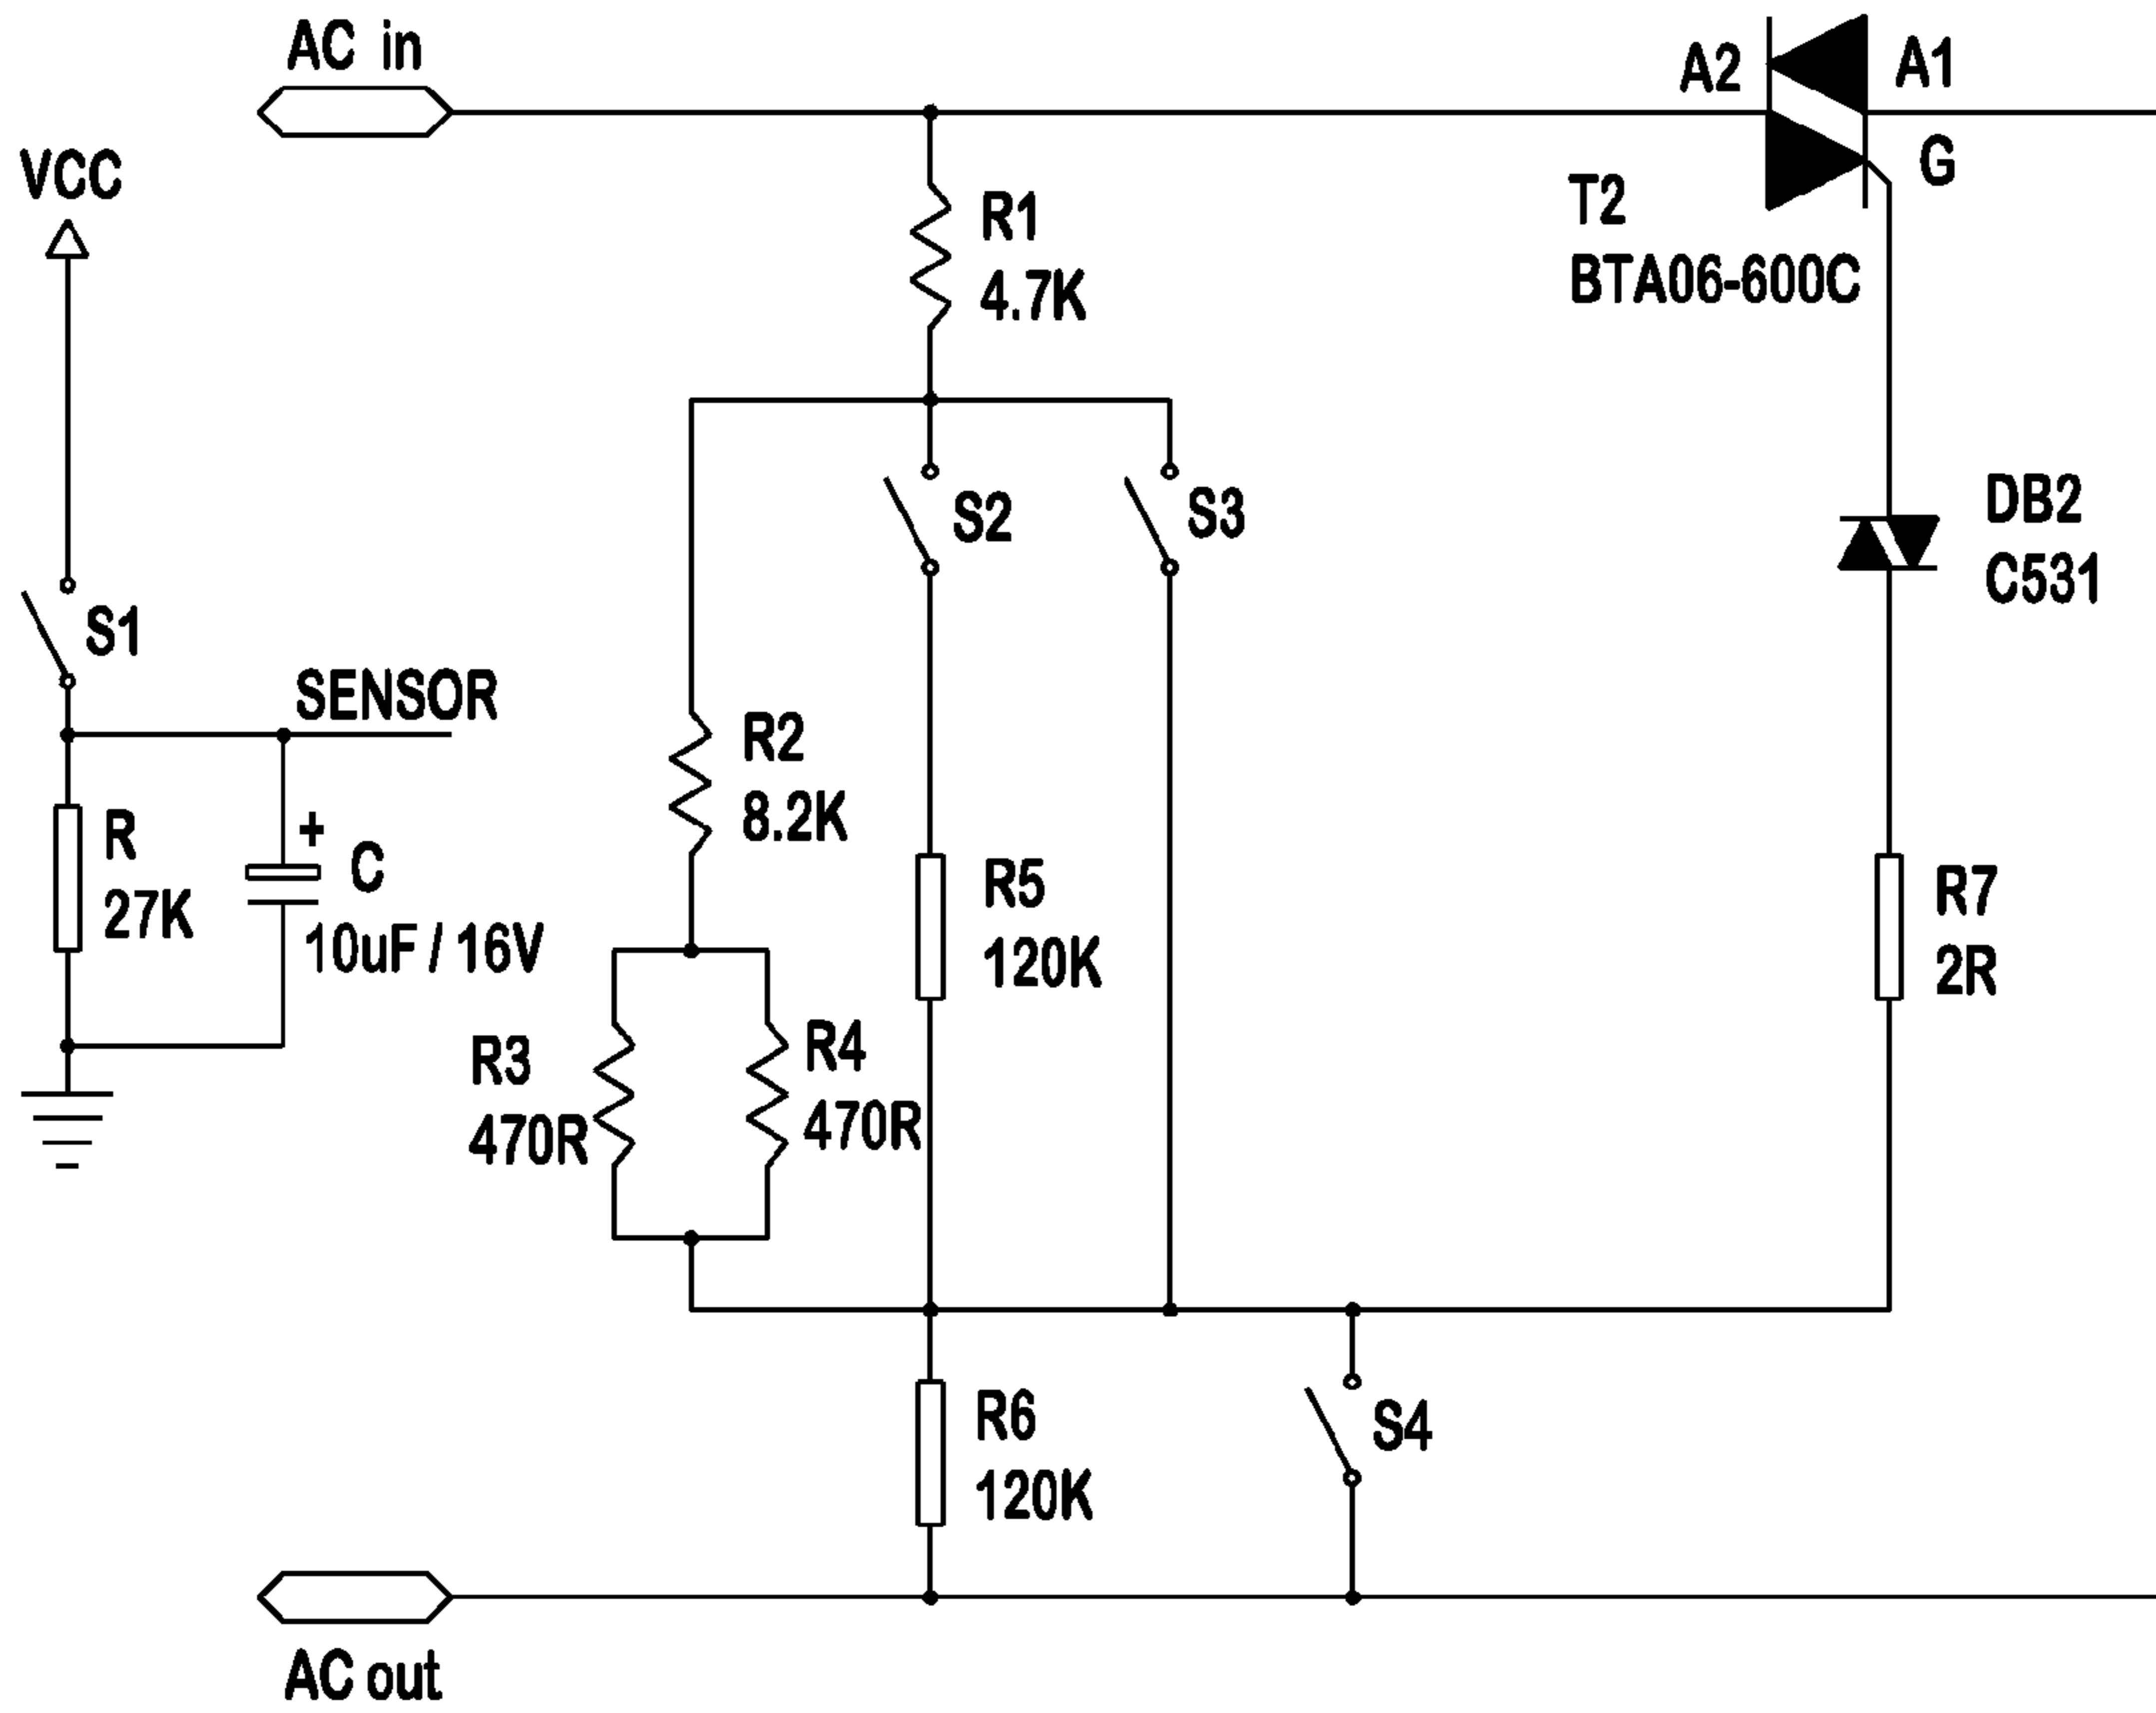 AC in
A2
A1
VCC
G
T2
BTA06-600C
R1
4.7K
S2
S3
DB2
C531
S1
SENSOR
R2
8.2K
R
27K
+
C
10uF / 16V
R5
120K
R7
2R
R3
470R
R4
470R
R6
120K
S4
AC out